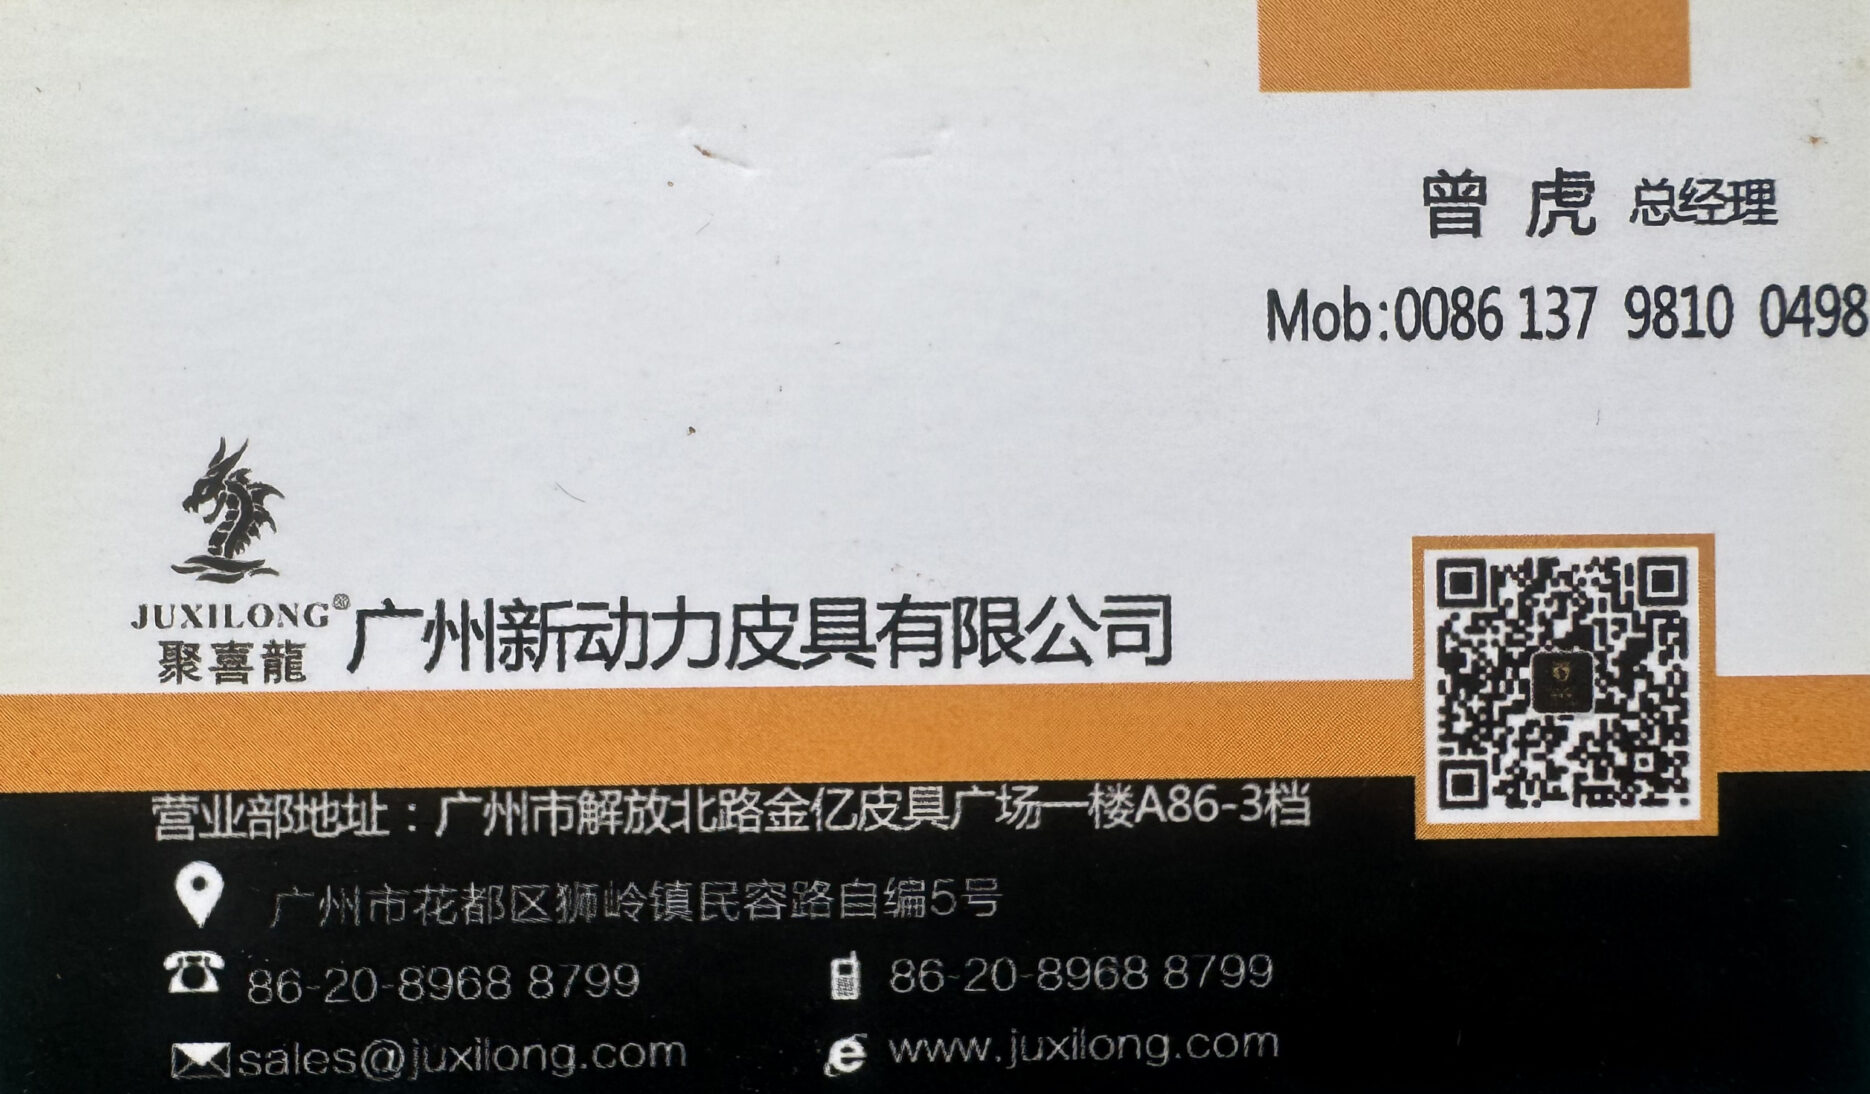 曾 虎 总经理
Mob:0086 137 9810 0498
JUXILONG®
聚喜龍
广州新动力皮具有限公司
营业部地址：广州市解放北路金亿皮具广场一楼A86-3档
广州市花都区狮岭镇民容路自编5号
86-20-8968 8799
86-20-8968 8799
sales@juxilong.com
www.juxilong.com